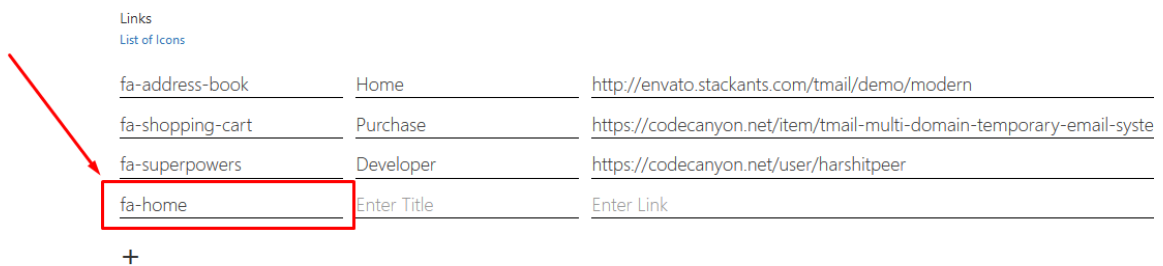 Links
List of Icons
fa-address-book Home http://envato.stackants.com/tmail/demo/modern
fa-shopping-cart Purchase https://codecanyon.net/item/tmail-multi-domain-temporary-email-syste
fa-superpowers Developer https://codecanyon.net/user/harshitpeer
fa-home Enter Title Enter Link
+